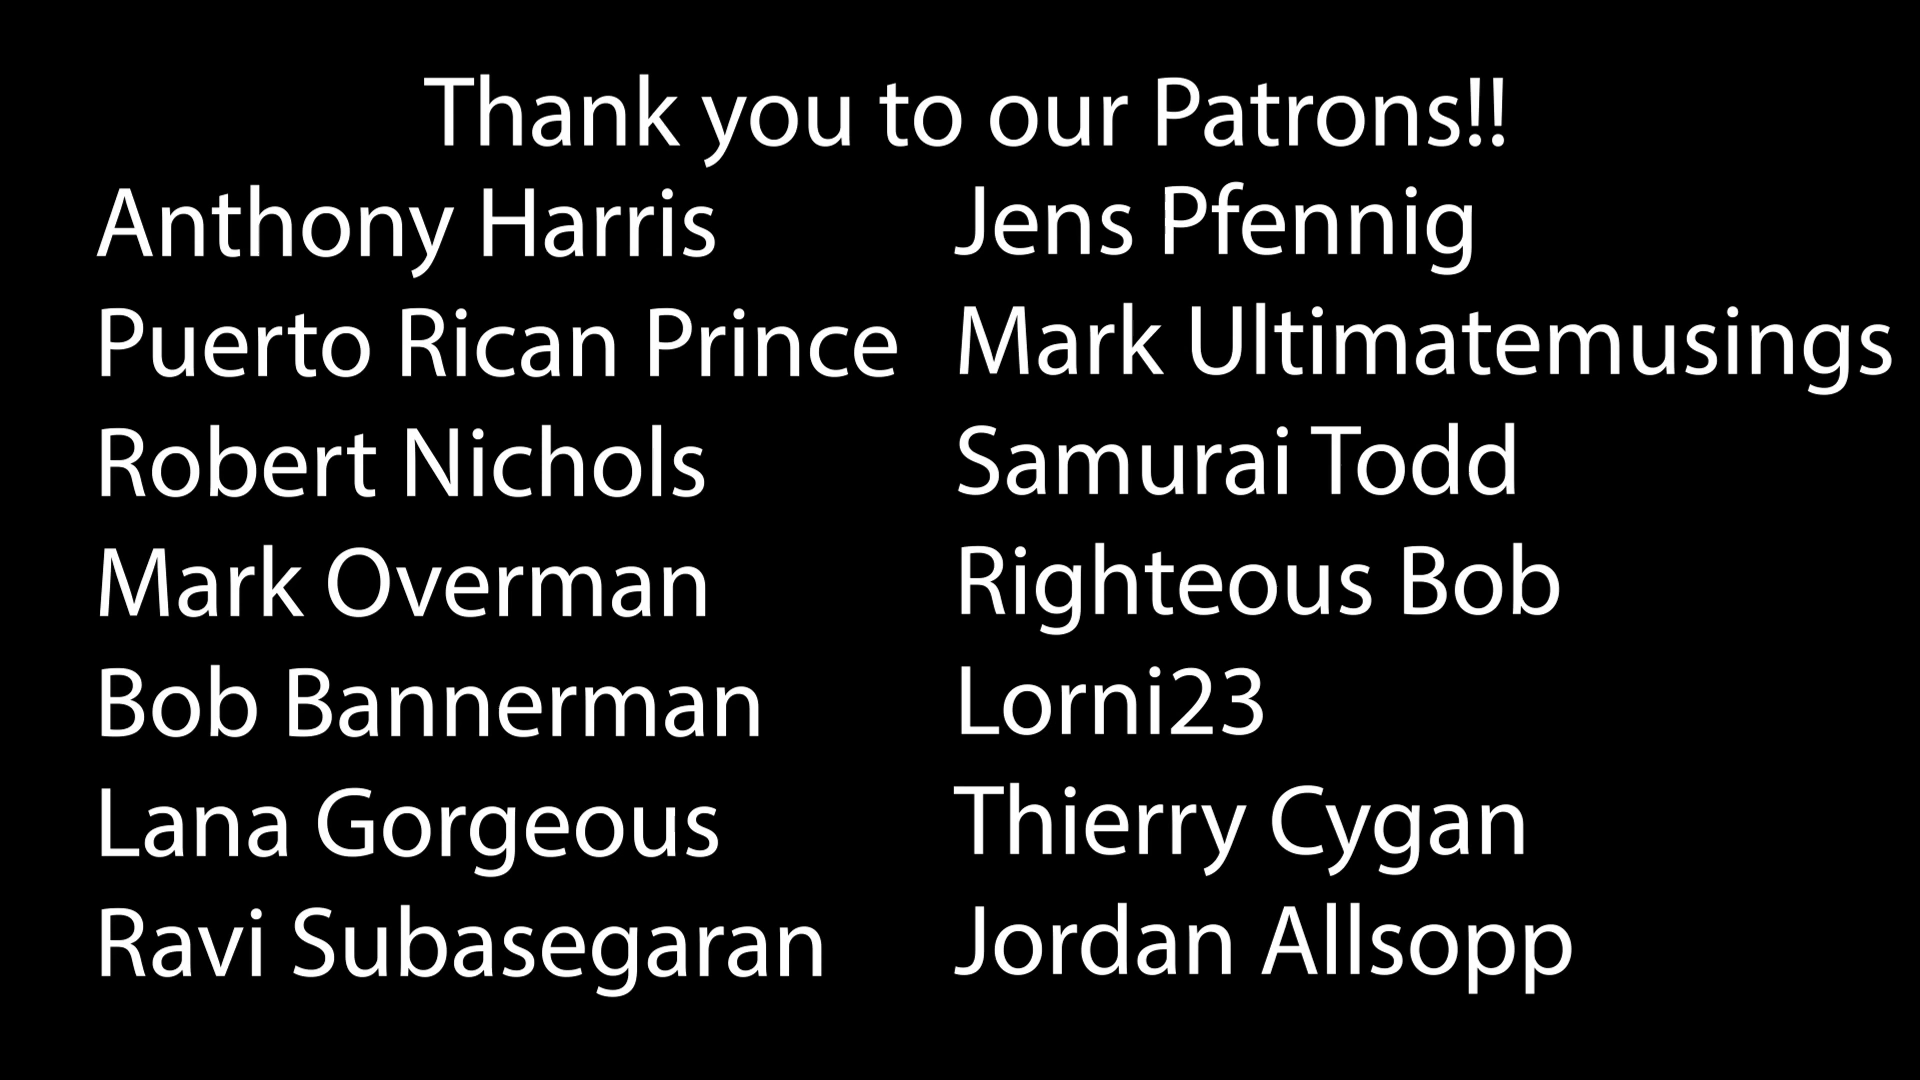 Thank you to our Patrons!!
Anthony Harris
Puerto Rican Prince
Robert Nichols
Mark Overman
Bob Bannerman
Lana Gorgeous
Ravi Subasegaran
Jens Pfennig
Mark Ultimatemusings
Samurai Todd
Righteous Bob
Lorni23
Thierry Cygan
Jordan Allsopp